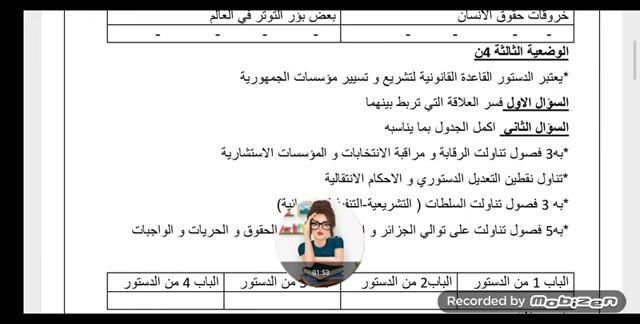 خروقات حقوق الانسان بعض بؤر التوتر في العالم
- - - - - -
الوضعية الثالثة 4ن
*يعتبر الدستور القاعدة القانونية لتشريع و تسيير مؤسسات الجمهورية
السؤال الاول فسر العلاقة التي تربط بينهما
السؤال الثاني اكمل الجدول بما يناسبه
*به3 فصول تناولت الرقابة و مراقبة الانتخابات و المؤسسات الاستشارية
*تناول نقطين التعديل الدستوري و الاحكام الانتقالية
*به 3 فصول تناولت السلطات ( التشريعية-
*به5 فصول تناولت على توالي الجزائر و الحقوق و الحريات و الواجبات
01:53
الباب 1 من الدستور الباب2 من الدستور من الدستور الباب 4 من الدستور
Recorded by Mobizen